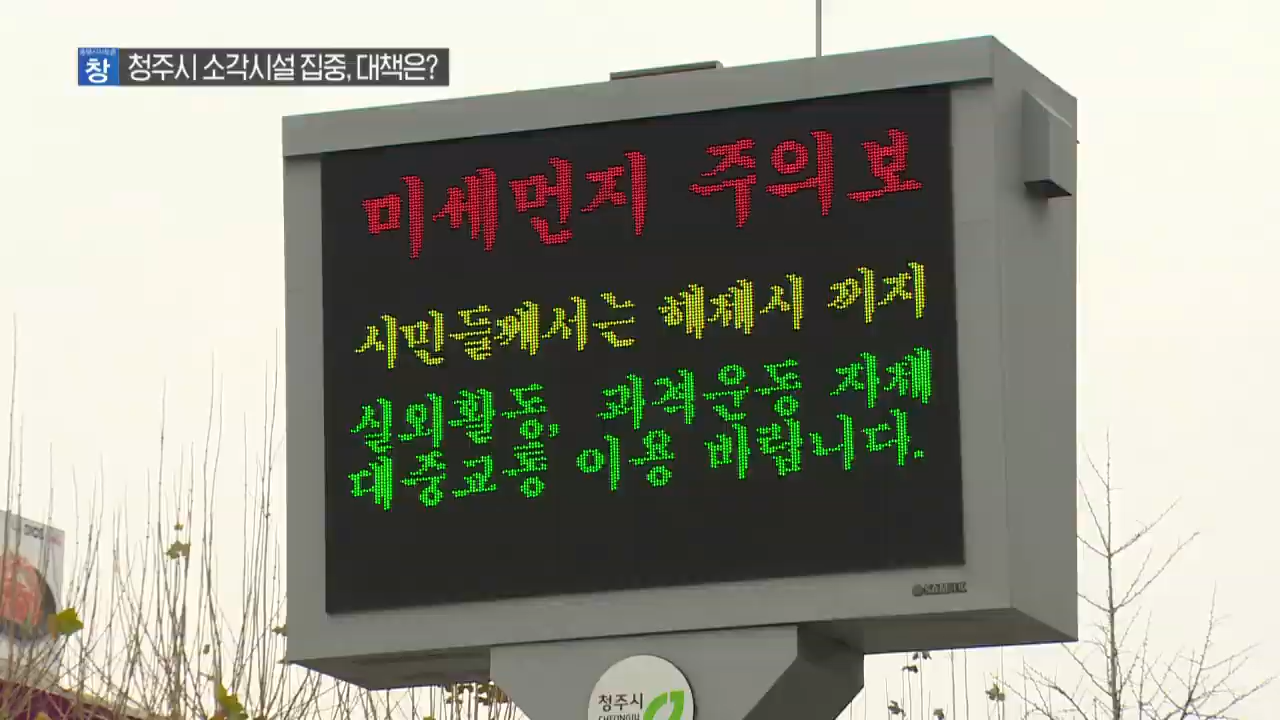 창 청주시 소각시설 집중, 대책은?
미세먼지 주의보
시민들께서는 해제시 까지
실외활동, 과격운동 자제
대중교통 이용 바랍니다.
청주시
CHEONGJU